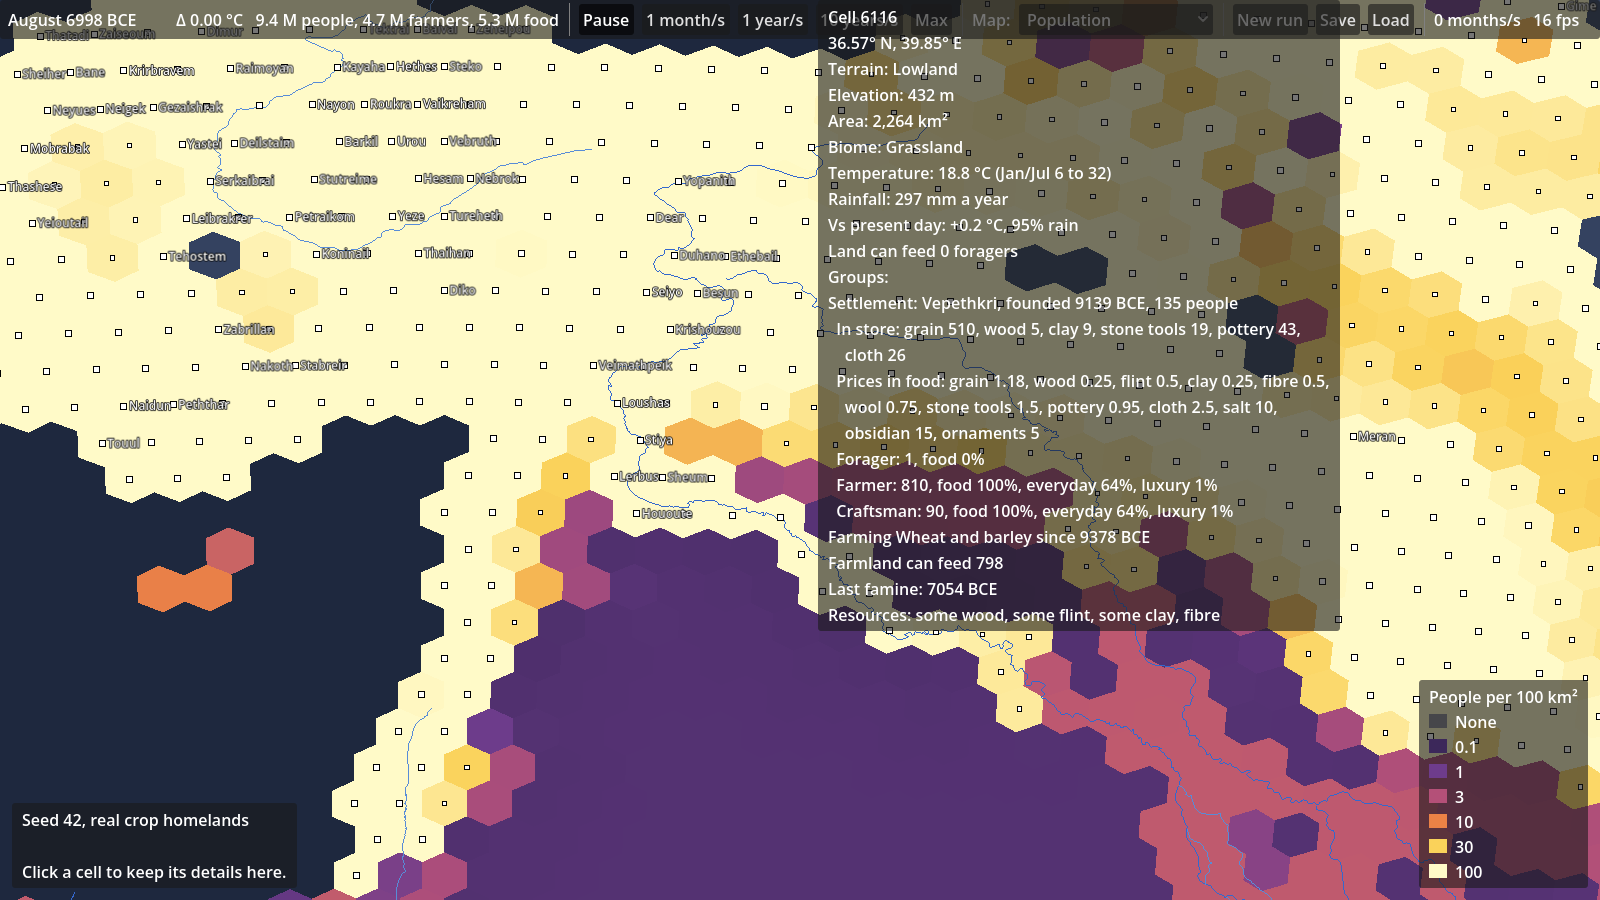 August 6998 BCE
Δ 0.00 °C
9.4 M people, 4.7 M farmers, 5.3 M food
Pause
1 month/s
1 year/s
Max
Map:
Population
New run
Save
Load
0 months/s
16 fps
Cell 6116
36.57° N, 39.85° E
Terrain: Lowland
Elevation: 432 m
Area: 2,264 km²
Biome: Grassland
Temperature: 18.8 °C (Jan/Jul 6 to 32)
Rainfall: 297 mm a year
Vs present day: +0.2 °C, 95% rain
Land can feed 0 foragers
Groups:
Settlement: Vepethkri, founded 9139 BCE, 135 people
In store: grain 510, wood 5, clay 9, stone tools 19, pottery 43,
cloth 26
Prices in food: grain 1.18, wood 0.25, flint 0.5, clay 0.25, fibre 0.5,
wool 0.75, stone tools 1.5, pottery 0.95, cloth 2.5, salt 10,
obsidian 15, ornaments 5
Forager: 1, food 0%
Farmer: 810, food 100%, everyday 64%, luxury 1%
Craftsman: 90, food 100%, everyday 64%, luxury 1%
Farming Wheat and barley since 9378 BCE
Farmland can feed 798
Last famine: 7054 BCE
Resources: some wood, some flint, some clay, fibre
Thatadi
Zaiseoum
Dimur
Zenelpod
Sheiher
Bane
Krirbravem
Raimoyan
Kayaha
Hethes
Steko
Neyues
Neigek
Gezaishrak
Nayon
Roukra
Vaikreham
Mobrabak
Yastei
Deilstaim
Barkil
Urou
Vebruth
Thashese
Serkaibrai
Stutreime
Hesam
Nebrok
Yopanith
Yeioutail
Leibrakrer
Petraikom
Yeze
Tureheth
Dear
Tehostem
Koninail
Thaihan
Duhano
Ethebail
Diko
Seiyo
Besun
Zabrillan
Krishouzou
Nakoth
Stabreir
Veimathpeik
Naidun
Peththar
Loushas
Touul
Stiya
Meran
Lerbus
Sheum
Hououte
Seed 42, real crop homelands
Click a cell to keep its details here.
People per 100 km²
None
0.1
1
3
10
30
100